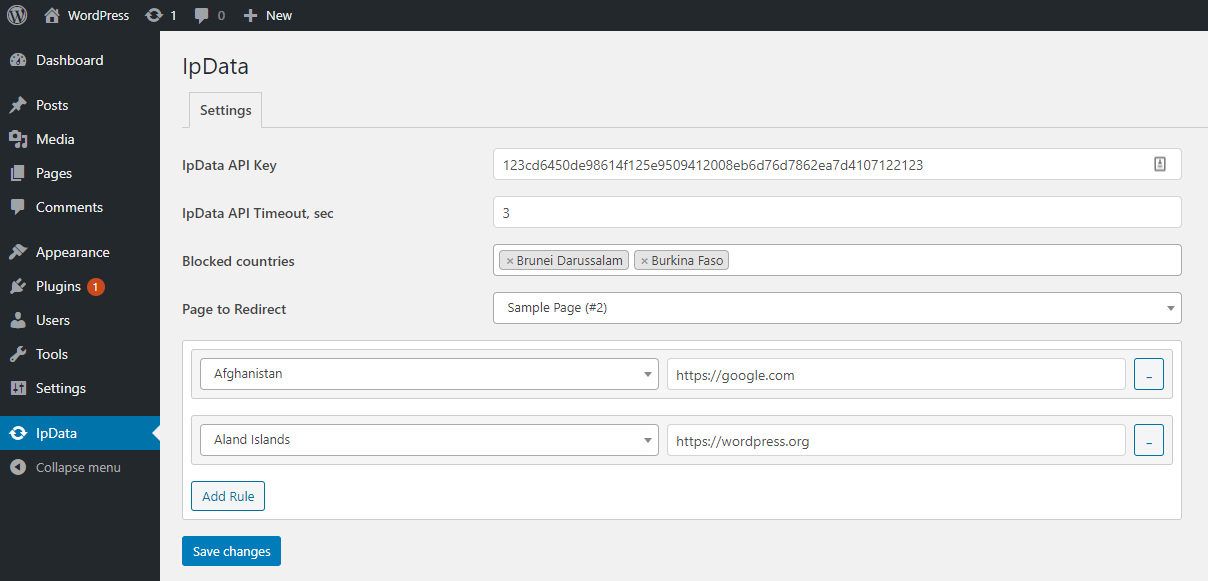 WordPress 1 0 New
Dashboard
Posts
Media
Pages
Comments
Appearance
Plugins 1
Users
Tools
Settings
IpData
Collapse menu
IpData
Settings
IpData API Key 123cd6450de98614f125e9509412008eb6d76d7862ea7d4107122123
IpData API Timeout, sec 3
Blocked countries × Brunei Darussalam × Burkina Faso
Page to Redirect Sample Page (#2)
Afghanistan https://google.com -
Aland Islands https://wordpress.org -
Add Rule
Save changes